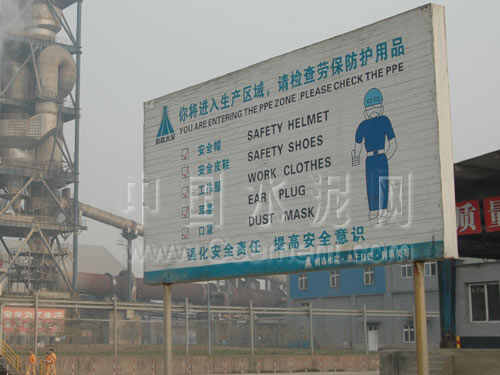 你将进入生产区域，请检查劳保防护用品
YOU ARE ENTERING THE PPE ZONE, PLEASE CHECK THE PPE
安全帽 SAFETY HELMET
安全皮鞋 SAFETY SHOES
工作服 WORK CLOTHES
耳塞 EAR PLUG
口罩 DUST MASK
强化安全责任 提高安全意识
质量
中国水泥网